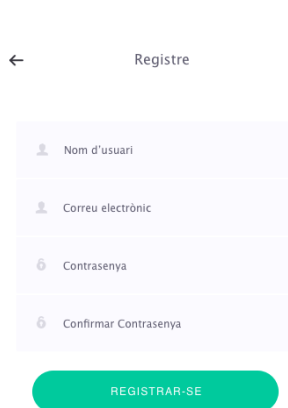 Registre
Nom d'usuari
Correu electrònic
Contrasenya
Confirmar Contrasenya
REGISTRAR-SE